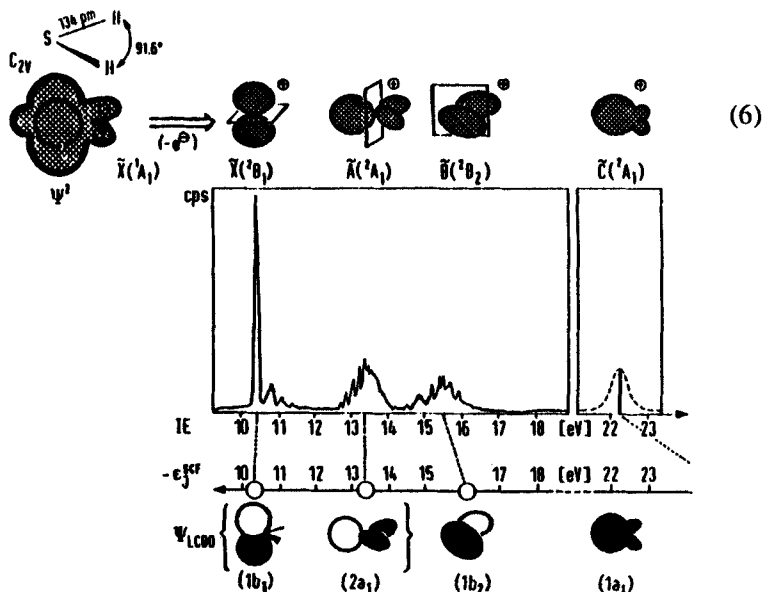 134 pm
S
H
H
91.6°
C₂ᵥ
(-e⊖)
(6)
ψ²
X̃(¹A₁)
X̃(²B₁)
Ã(²A₁)
B̃(²B₂)
C̃(²A₁)
⊕ ⊕ ⊕ ⊕
cps
IE 10 11 12 13 14 15 16 17 18 [eV] 22 23
-εⱼˢᶜᶠ 10 11 12 13 14 15 17 18 [eV] 22 23
Ψ_LCBO
(1b₁) (2a₁) (1b₂) (1a₁)